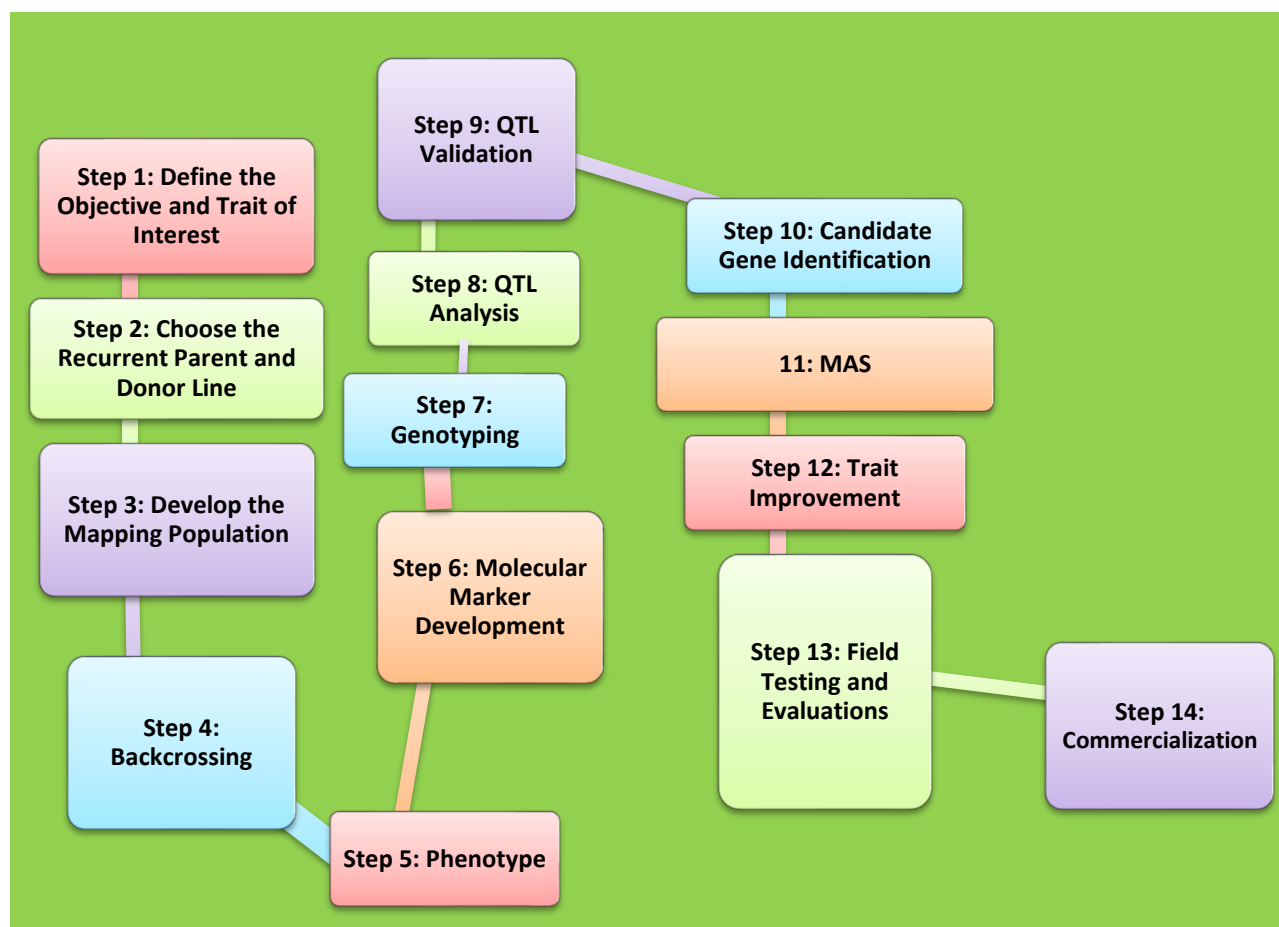 Step 1: Define the
Objective and Trait of
Interest
Step 2: Choose the
Recurrent Parent and
Donor Line
Step 3: Develop the
Mapping Population
Step 4:
Backcrossing
Step 5: Phenotype
Step 6: Molecular
Marker
Development
Step 7:
Genotyping
Step 8: QTL
Analysis
Step 9: QTL
Validation
Step 10: Candidate
Gene Identification
11: MAS
Step 12: Trait
Improvement
Step 13: Field
Testing and
Evaluations
Step 14:
Commercialization